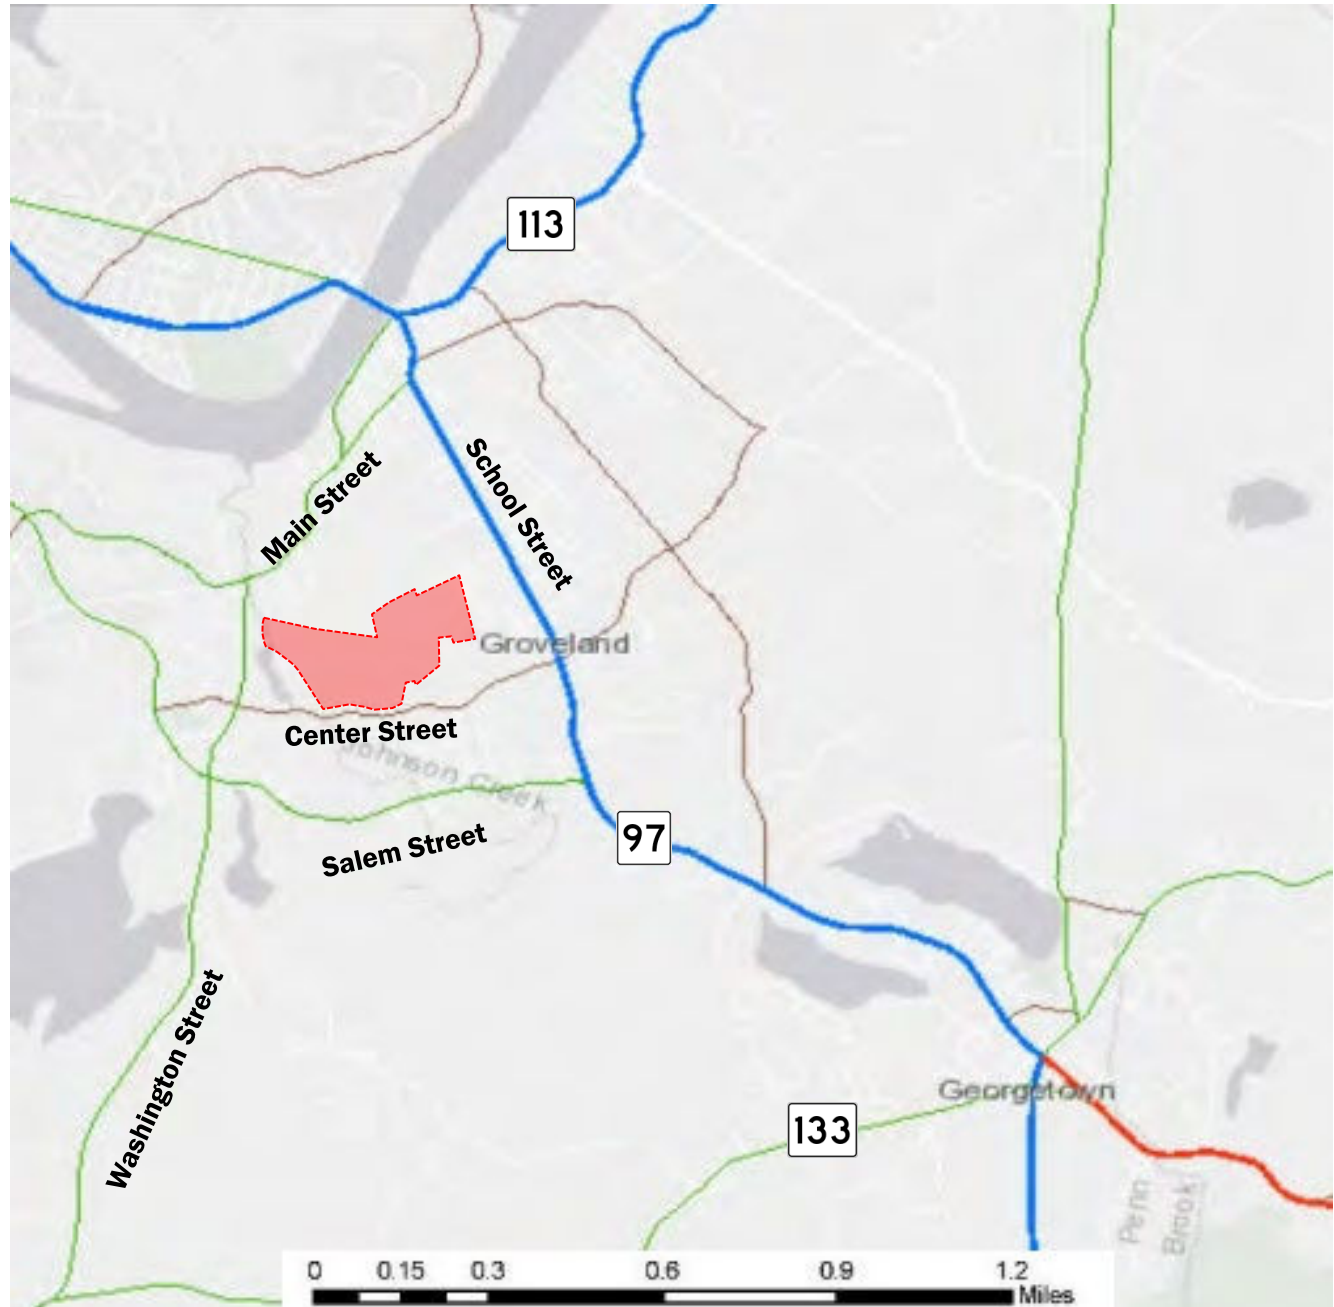 113
School Street
Main Street
Groveland
Center Street
Johnson Creek
97
Salem Street
Washington Street
Georgetown
133
Penn
Brook
0 0.15 0.3 0.6 0.9 1.2
Miles